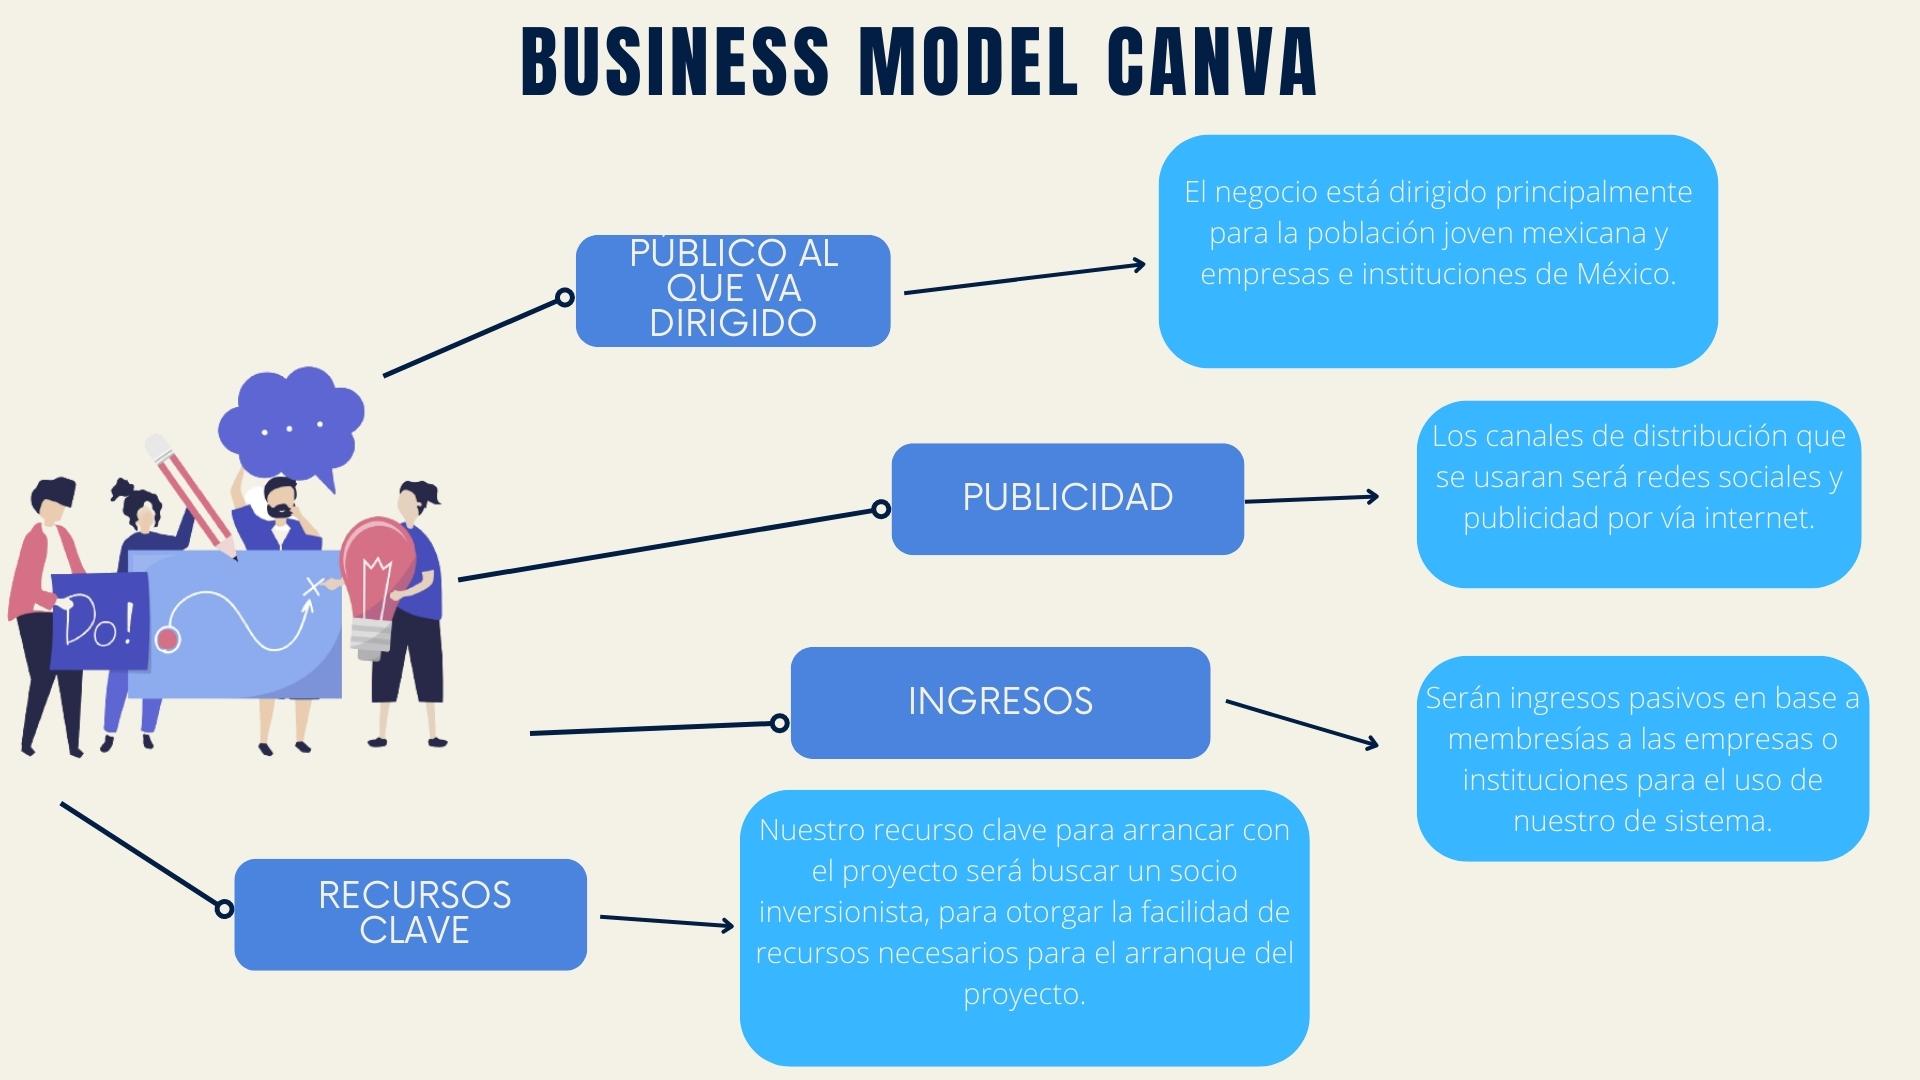 BUSINESS MODEL CANVA
PÚBLICO AL
QUE VA
DIRIGIDO
El negocio está dirigido principalmente
para la población joven mexicana y
empresas e instituciones de México.
PUBLICIDAD
Los canales de distribución que
se usaran será redes sociales y
publicidad por vía internet.
Do!
INGRESOS
Serán ingresos pasivos en base a
membresías a las empresas o
instituciones para el uso de
nuestro de sistema.
RECURSOS
CLAVE
Nuestro recurso clave para arrancar con
el proyecto será buscar un socio
inversionista, para otorgar la facilidad de
recursos necesarios para el arranque del
proyecto.